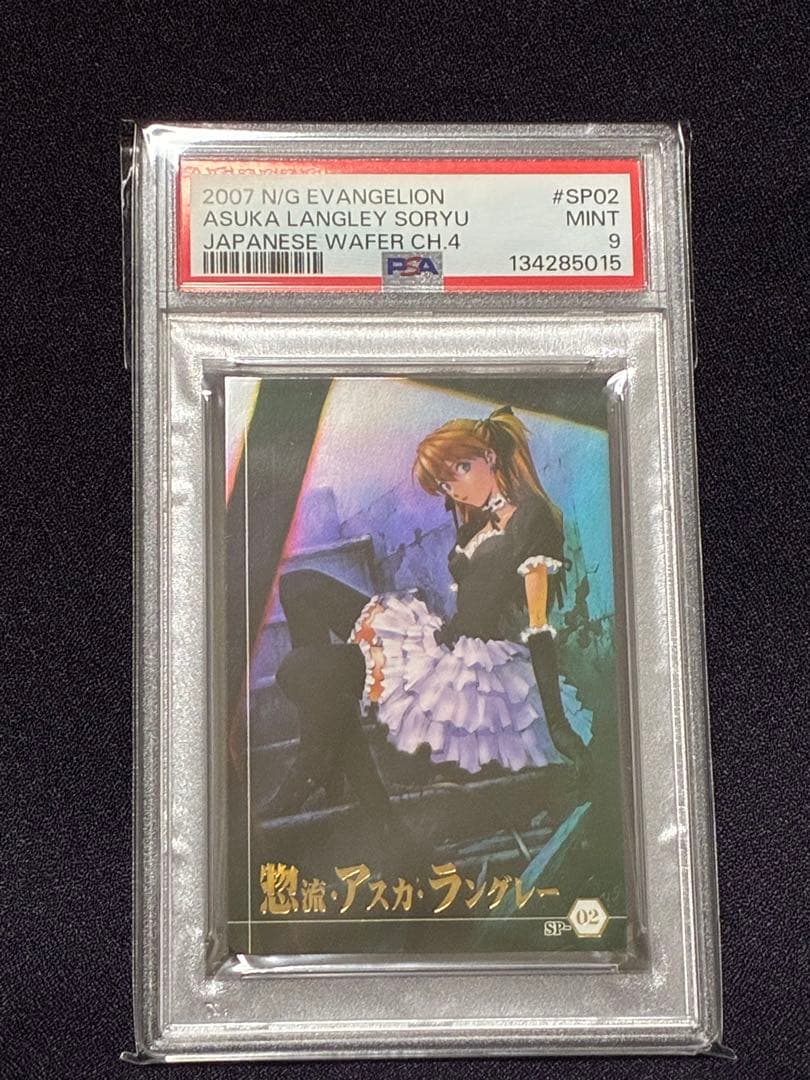 2007 N/G EVANGELION #SP02
ASUKA LANGLEY SORYU MINT
JAPANESE WAFER CH.4 9
PSA 134285015
惣流・アスカ・ラングレー
SP-02